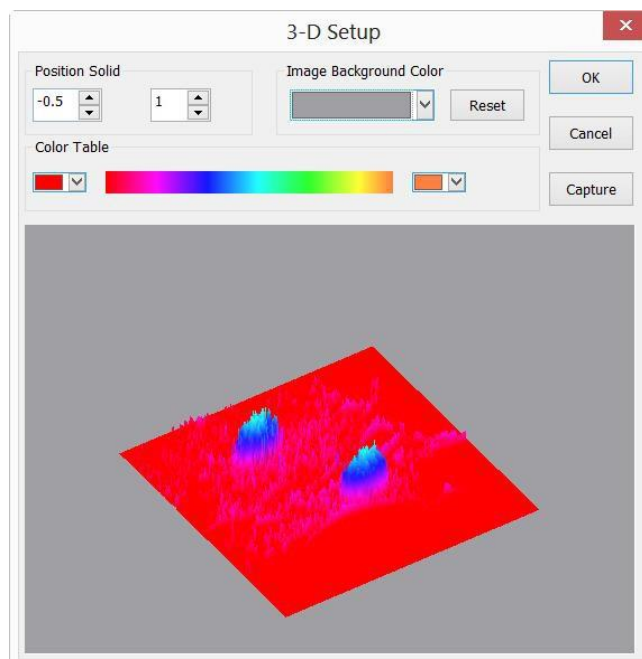 3-D Setup
Position Solid
-0.5
1
Image Background Color
Reset
OK
Cancel
Color Table
Capture